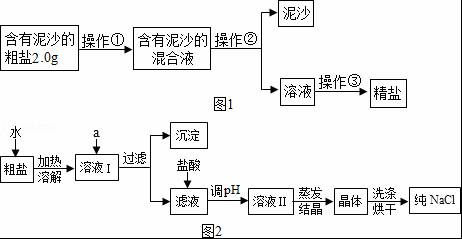 泥沙
含有泥沙的
粗盐2.0g
操作①
含有泥沙的
混合液
操作②
溶液
操作③
精盐
图1
水
a
沉淀
粗盐
加热
溶解
溶液Ⅰ
过滤
盐酸
滤液
调pH
溶液Ⅱ
蒸发
结晶
晶体
洗涤
烘干
纯NaCl
图2